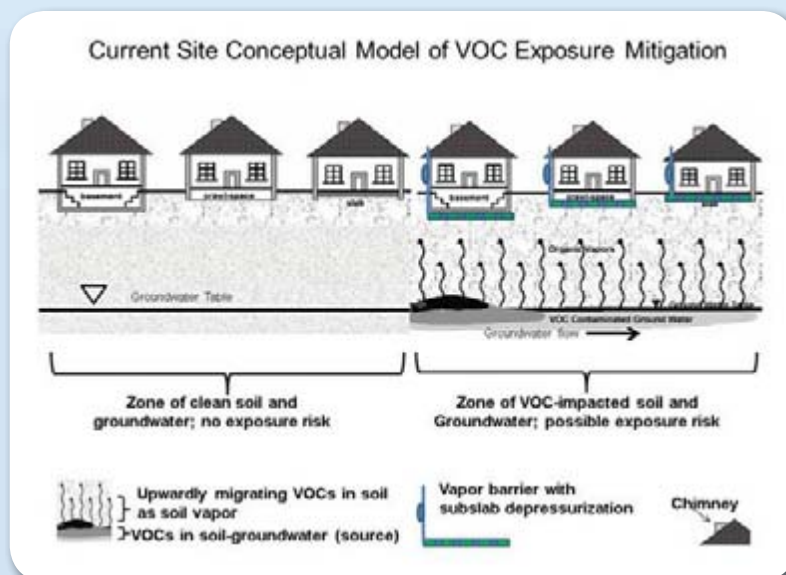 Current Site Conceptual Model of VOC Exposure Mitigation
basement
crawlspace
slab
basement
crawlspace
Organic Vapors
Groundwater Table
VOC Contaminated Ground Water
Groundwater flow
Zone of clean soil and
groundwater; no exposure risk
Zone of VOC-impacted soil and
Groundwater; possible exposure risk
Upwardly migrating VOCs in soil
as soil vapor
VOCs in soil-groundwater (source)
Vapor barrier with
subslab depressurization
Chimney